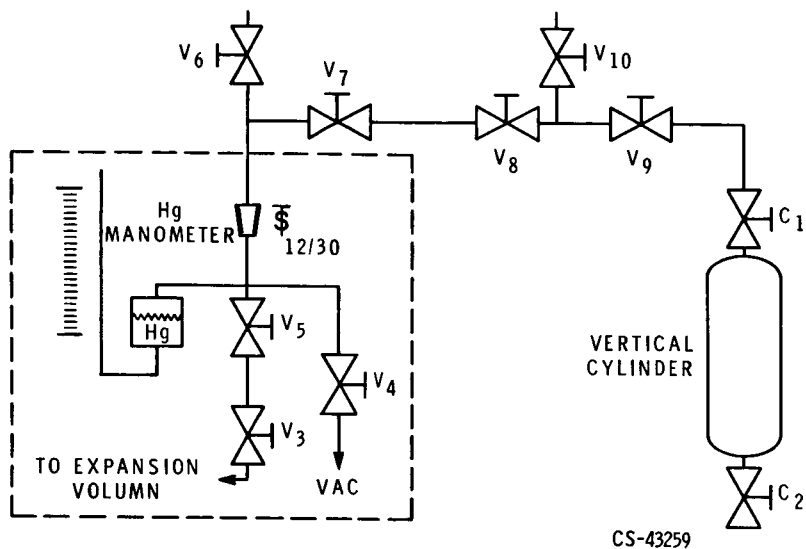 V6
V7
V10
V8
V9
C1
Hg
MANOMETER
$
12/30
Hg
V5
V4
V3
VERTICAL
CYLINDER
TO EXPANSION
VOLUMN
VAC
C2
CS-43259